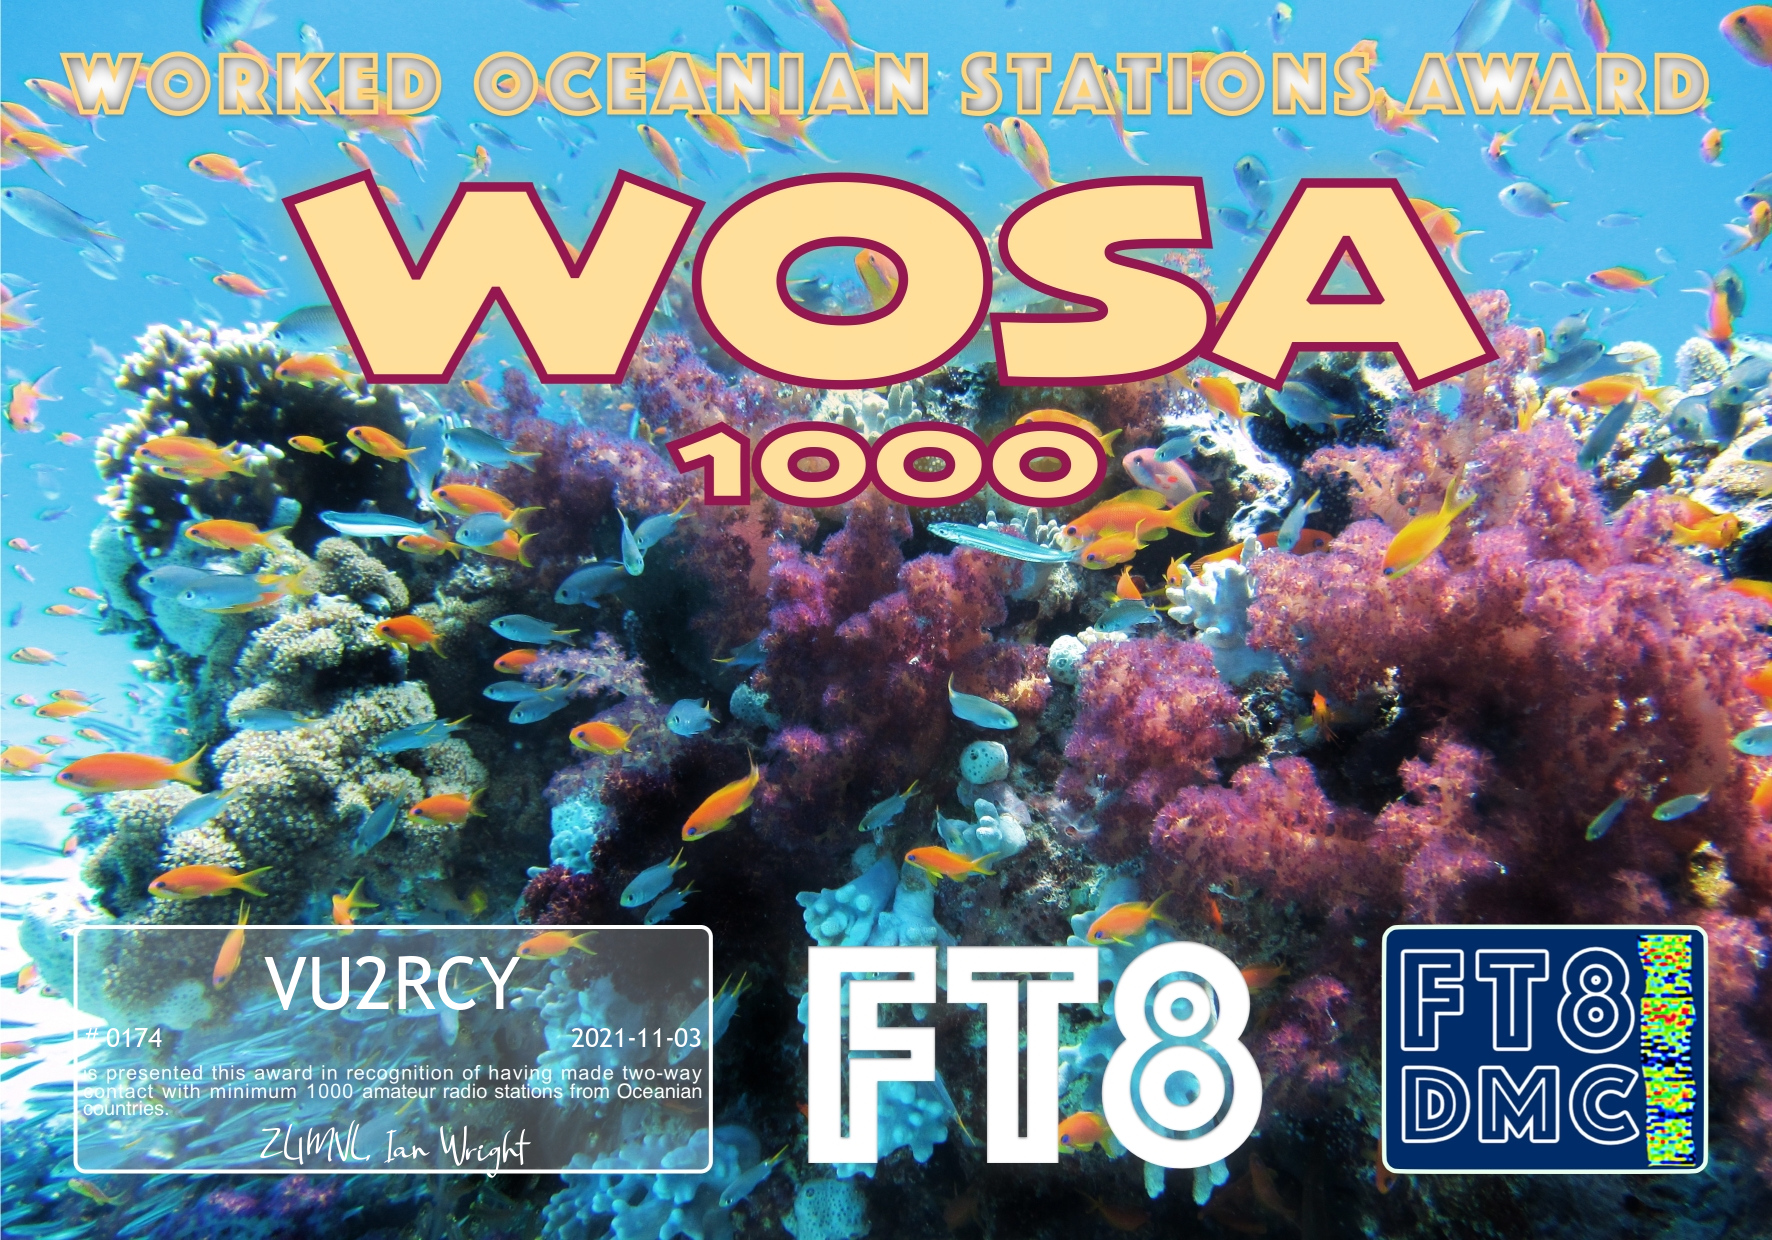 WORKED OCEANIAN STATIONS AWARD
WOSA
1000
VU2RCY
# 0174 2021-11-03
is presented this award in recognition of having made two-way
contact with minimum 1000 amateur radio stations from Oceanian
countries.
Ian Wright
FT8
FT8
DMC